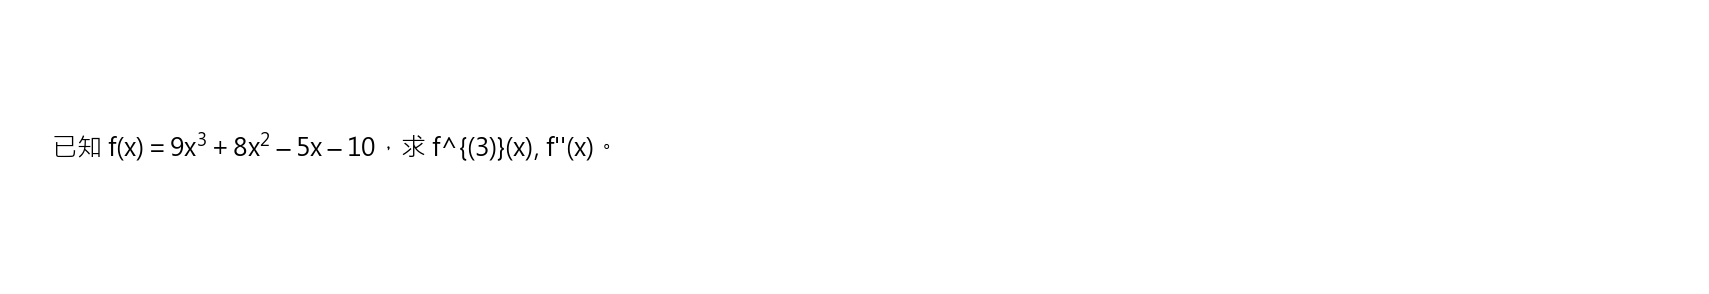 已知 f(x) = 9x³ + 8x² – 5x – 10，求 f^{(3)}(x), f''(x)。